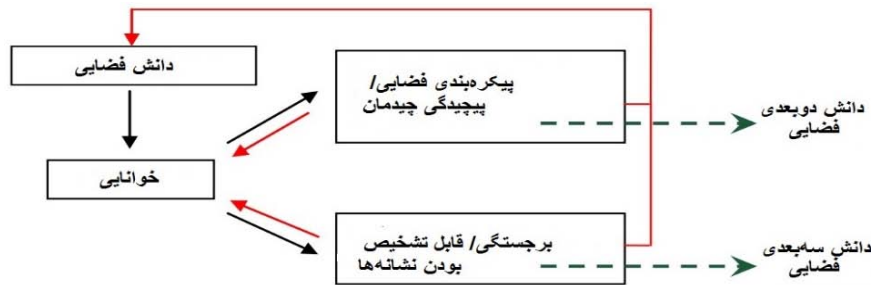 دانش فضایی
پیکره‌بندی فضایی/
پیچیدگی چیدمان
دانش دوبعدی
فضایی
خوانایی
برجستگی/ قابل تشخیص
بودن نشانه‌ها
دانش سه‌بعدی
فضایی